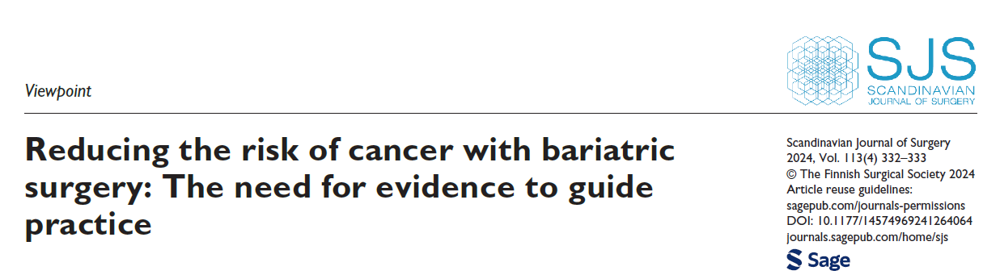 Viewpoint
SJS
SCANDINAVIAN
JOURNAL OF SURGERY
Reducing the risk of cancer with bariatric
surgery: The need for evidence to guide
practice
Scandinavian Journal of Surgery
2024, Vol. 113(4) 332–333
© The Finnish Surgical Society 2024
Article reuse guidelines:
sagepub.com/journals-permissions
DOI: 10.1177/14574969241264064
journals.sagepub.com/home/sjs
Sage